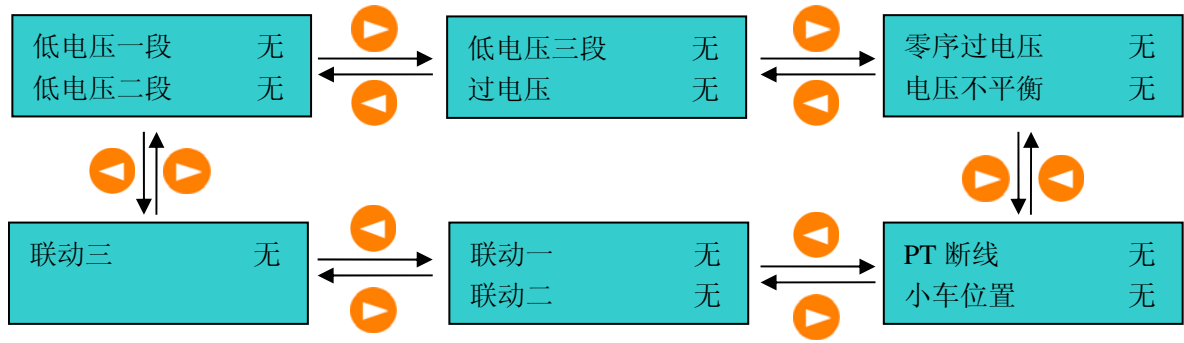 低电压一段 无
低电压二段 无
低电压三段 无
过电压 无
零序过电压 无
电压不平衡 无
联动三 无
联动一 无
联动二 无
PT 断线 无
小车位置 无